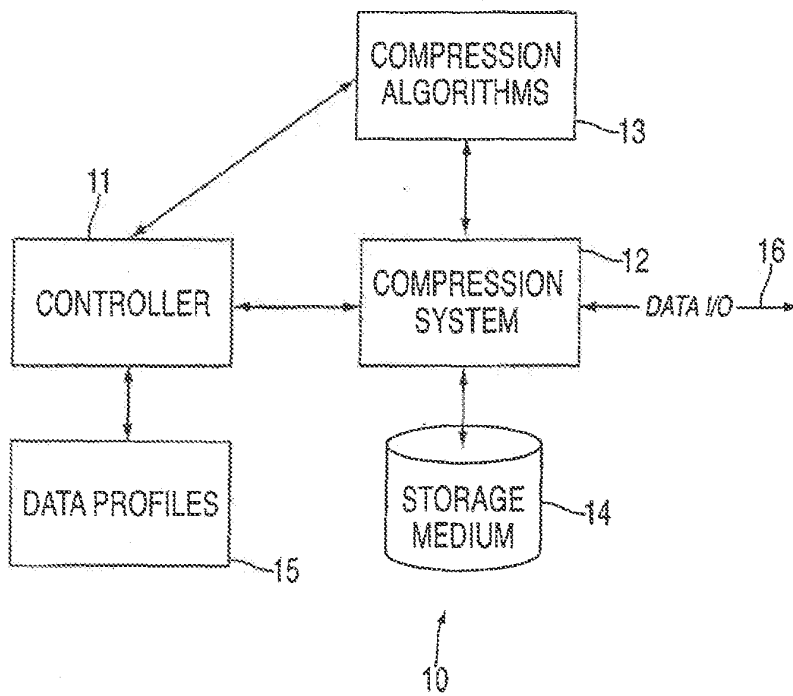 COMPRESSION
ALGORITHMS
13
11
CONTROLLER
12
COMPRESSION
SYSTEM
16
DATA I/O
DATA PROFILES
15
STORAGE
MEDIUM
14
10